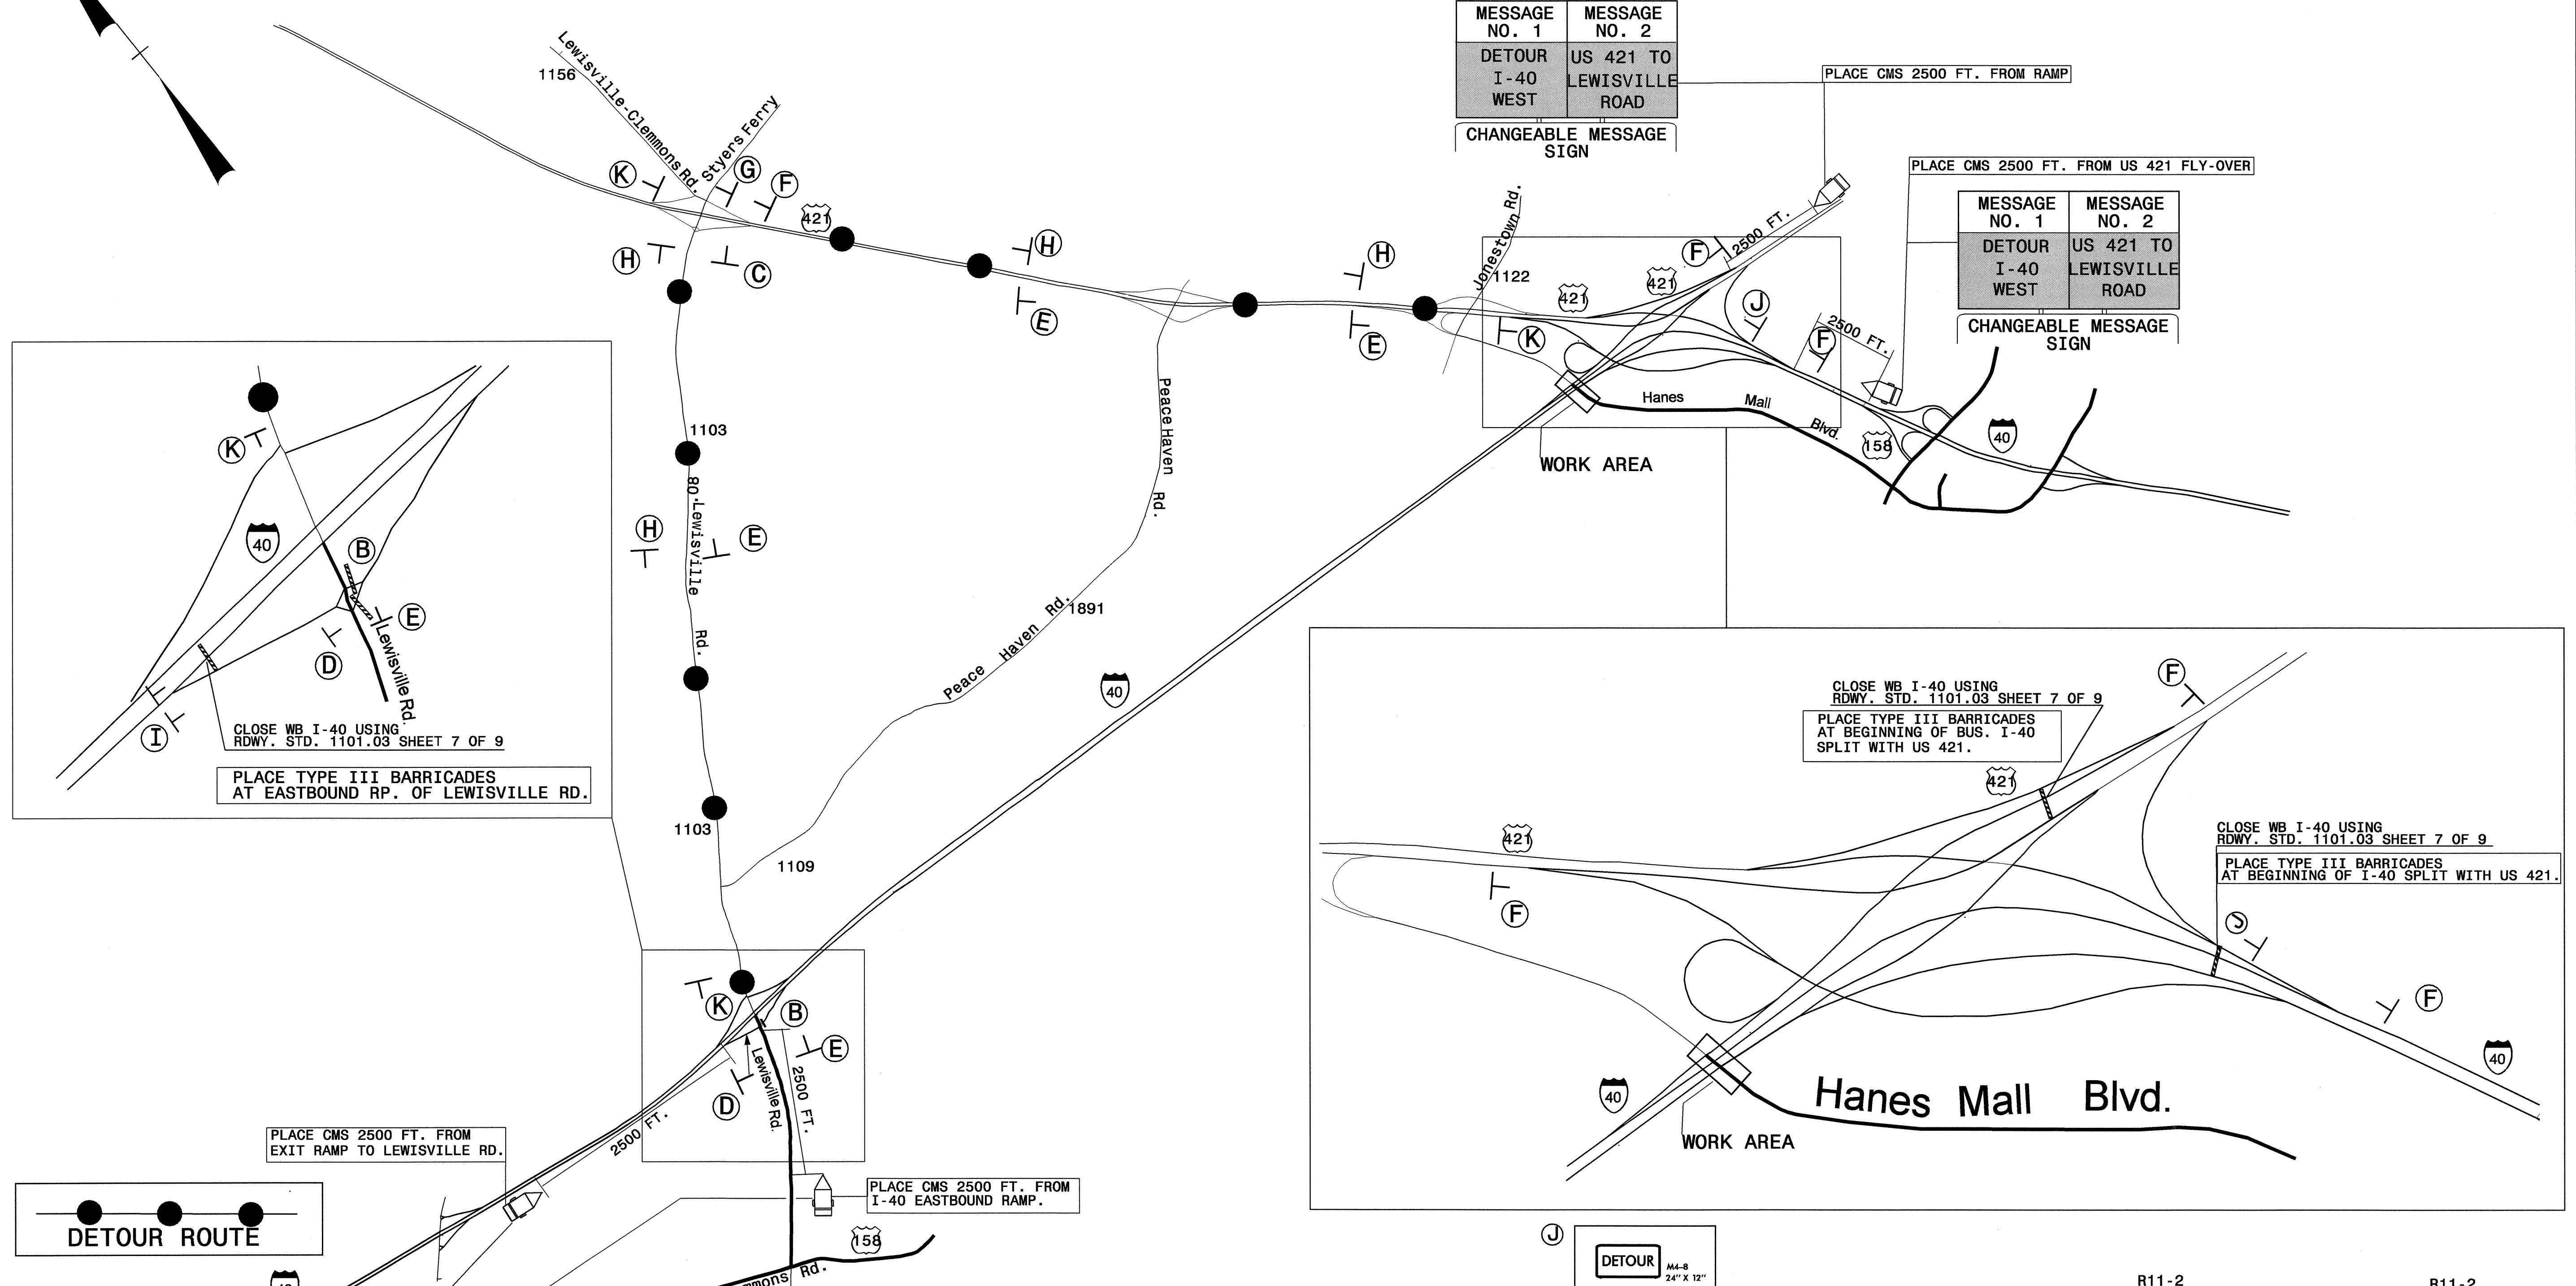 MESSAGE NO. 1
MESSAGE NO. 2
DETOUR
I-40
WEST
US 421 TO
LEWISVILLE
ROAD
CHANGEABLE MESSAGE
SIGN
PLACE CMS 2500 FT. FROM RAMP
PLACE CMS 2500 FT. FROM US 421 FLY-OVER
MESSAGE NO. 1
MESSAGE NO. 2
DETOUR
I-40
WEST
US 421 TO
LEWISVILLE
ROAD
CHANGEABLE MESSAGE
SIGN
Lewisville-Clemmons Rd.
1156
Styers Ferry
K
G
F
421
H
C
H
E
H
E
Jonestown Rd.
1122
K
421
421
F
2500 FT.
J
2500 FT.
F
Hanes Mall Blvd.
158
40
WORK AREA
1103
80.
Lewisville Rd.
H
E
Peace Haven Rd.
Peace Haven Rd.
1891
40
1103
1109
K
40
B
E
D
Lewisville Rd.
I
CLOSE WB I-40 USING
RDWY. STD. 1101.03 SHEET 7 OF 9
PLACE TYPE III BARRICADES
AT EASTBOUND RP. OF LEWISVILLE RD.
K
B
E
D
Lewisville Rd.
2500 FT.
2500 FT.
PLACE CMS 2500 FT. FROM
EXIT RAMP TO LEWISVILLE RD.
PLACE CMS 2500 FT. FROM
I-40 EASTBOUND RAMP.
158
mmons Rd.
DETOUR ROUTE
CLOSE WB I-40 USING
RDWY. STD. 1101.03 SHEET 7 OF 9
PLACE TYPE III BARRICADES
AT BEGINNING OF BUS. I-40
SPLIT WITH US 421.
F
421
421
CLOSE WB I-40 USING
RDWY. STD. 1101.03 SHEET 7 OF 9
PLACE TYPE III BARRICADES
AT BEGINNING OF I-40 SPLIT WITH US 421.
F
J
F
40
40
Hanes Mall Blvd.
WORK AREA
J
DETOUR
M4-8
24" X 12"
R11-2
R11-2